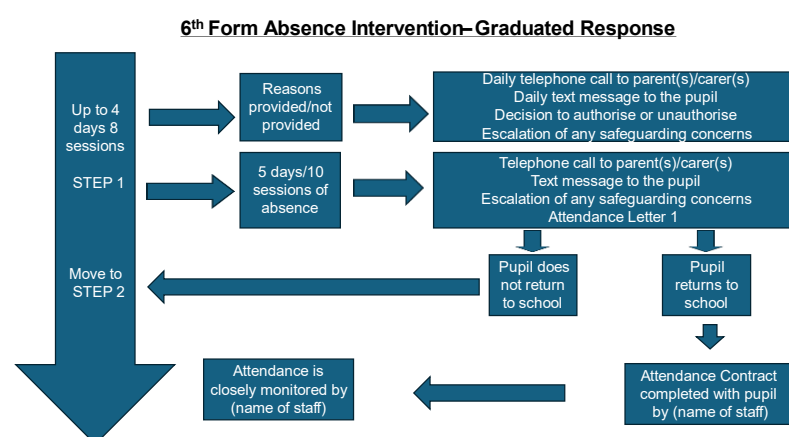 6th Form Absence Intervention–Graduated Response
Up to 4
days 8
sessions
Reasons
provided/not
provided
Daily telephone call to parent(s)/carer(s)
Daily text message to the pupil
Decision to authorise or unauthorise
Escalation of any safeguarding concerns
STEP 1
5 days/10
sessions of
absence
Telephone call to parent(s)/carer(s)
Text message to the pupil
Escalation of any safeguarding concerns
Attendance Letter 1
Move to
STEP 2
Pupil does
not return
to school
Pupil
returns to
school
Attendance is
closely monitored by
(name of staff)
Attendance Contract
completed with pupil
by (name of staff)